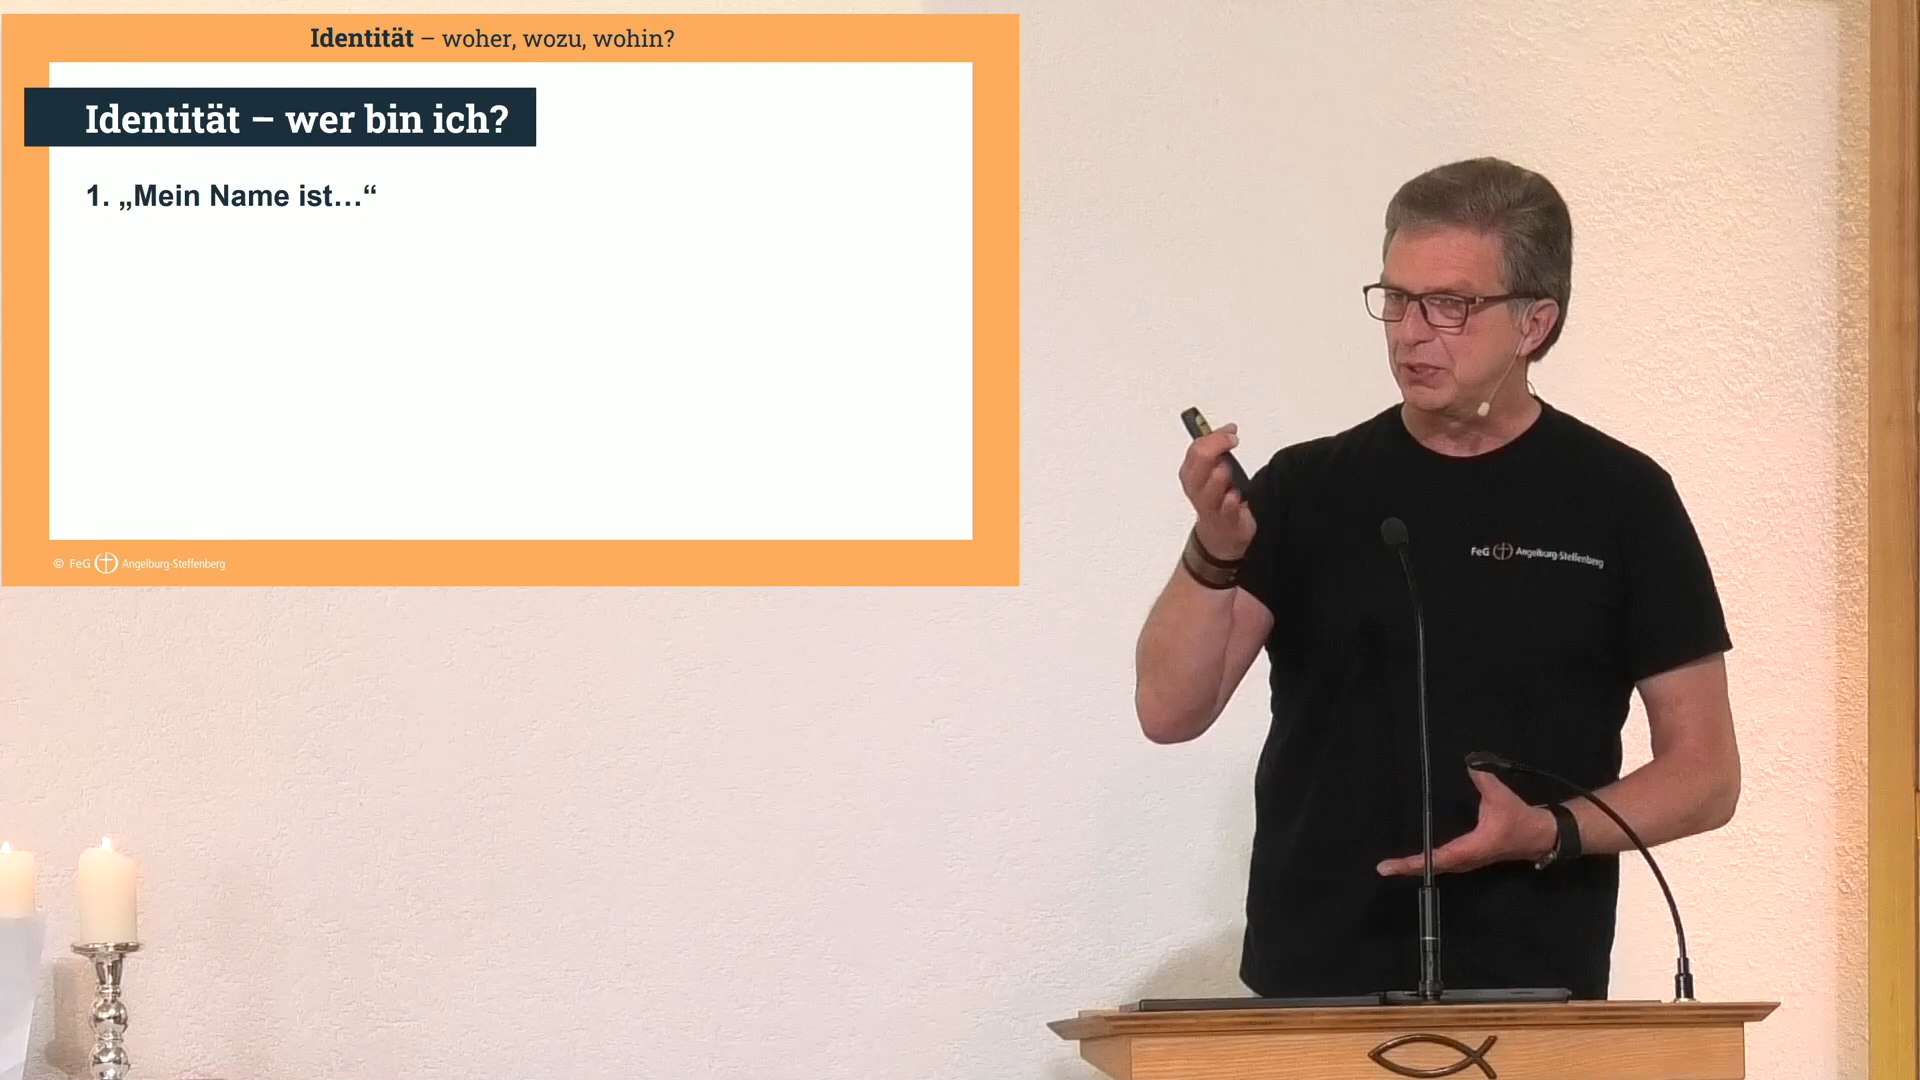 Identität – woher, wozu, wohin?
Identität – wer bin ich?
1. „Mein Name ist…“
© FeG Angelburg-Steffenberg
FeG Angelburg-Steffenberg